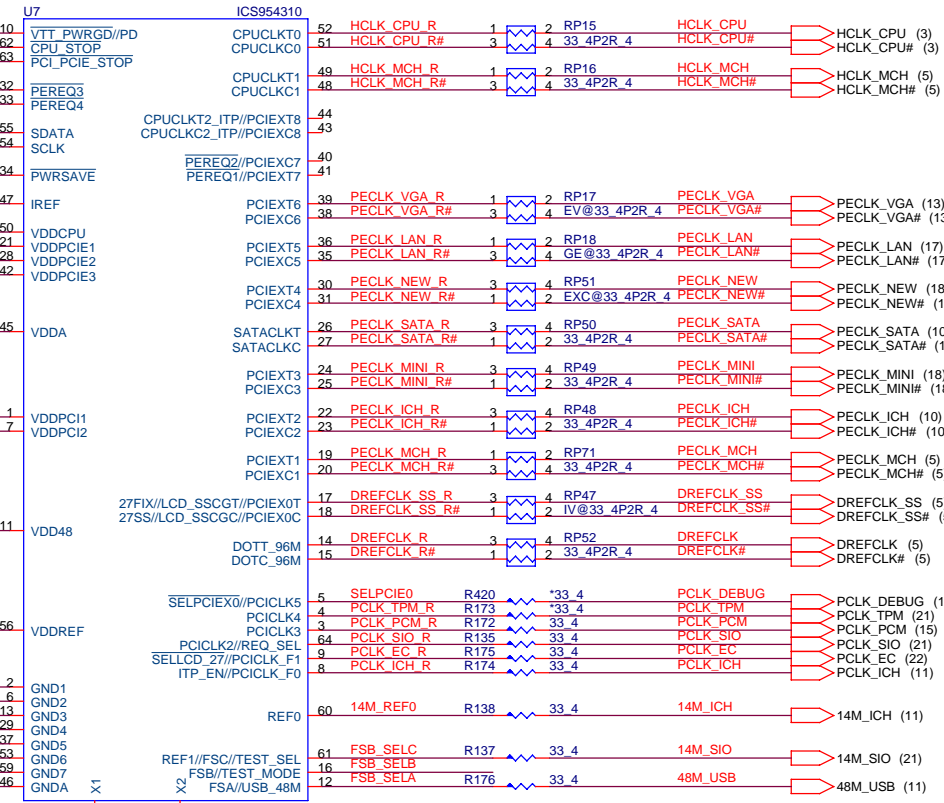 U7 ICS954310
10 VTT_PWRGD//PD CPUCLKT0 52 HCLK_CPU_R 1 2 RP15 HCLK_CPU HCLK_CPU (3)
62 CPU_STOP CPUCLKC0 51 HCLK_CPU_R# 3 4 33_4P2R_4 HCLK_CPU# HCLK_CPU# (3)
63 PCI_PCIE_STOP
CPUCLKT1 49 HCLK_MCH_R 1 2 RP16 HCLK_MCH HCLK_MCH (5)
32 PEREQ3 CPUCLKC1 48 HCLK_MCH_R# 3 4 33_4P2R_4 HCLK_MCH# HCLK_MCH# (5)
33 PEREQ4
CPUCLKT2_ITP//PCIEXT8 44
55 SDATA CPUCLKC2_ITP//PCIEXC8 43
54 SCLK
PEREQ2//PCIEXC7 40
34 PWRSAVE PEREQ1//PCIEXT7 41
47 IREF PCIEXT6 39 PECLK_VGA_R 1 2 RP17 PECLK_VGA PECLK_VGA (13)
PCIEXC6 38 PECLK_VGA_R# 3 4 EV@33_4P2R_4 PECLK_VGA# PECLK_VGA# (13
50 VDDCPU
21 VDDPCIE1 PCIEXT5 36 PECLK_LAN_R 1 2 RP18 PECLK_LAN PECLK_LAN (17)
28 VDDPCIE2 PCIEXC5 35 PECLK_LAN_R# 3 4 GE@33_4P2R_4 PECLK_LAN# PECLK_LAN# (17
42 VDDPCIE3
PCIEXT4 30 PECLK_NEW_R 1 2 RP51 PECLK_NEW PECLK_NEW (18
PCIEXC4 31 PECLK_NEW_R# 3 4 EXC@33_4P2R_4 PECLK_NEW# PECLK_NEW# (1
45 VDDA SATACLKT 26 PECLK_SATA_R 3 4 RP50 PECLK_SATA PECLK_SATA (10
SATACLKC 27 PECLK_SATA_R# 1 2 33_4P2R_4 PECLK_SATA# PECLK_SATA# (1
PCIEXT3 24 PECLK_MINI_R 3 4 RP49 PECLK_MINI PECLK_MINI (18)
PCIEXC3 25 PECLK_MINI_R# 1 2 33_4P2R_4 PECLK_MINI# PECLK_MINI# (18
1 VDDPCI1 PCIEXT2 22 PECLK_ICH_R 3 4 RP48 PECLK_ICH PECLK_ICH (10)
7 VDDPCI2 PCIEXC2 23 PECLK_ICH_R# 1 2 33_4P2R_4 PECLK_ICH# PECLK_ICH# (10
PCIEXT1 19 PECLK_MCH_R 1 2 RP71 PECLK_MCH PECLK_MCH (5)
PCIEXC1 20 PECLK_MCH_R# 3 4 33_4P2R_4 PECLK_MCH# PECLK_MCH# (5
27FIX//LCD_SSCGT//PCIEX0T 17 DREFCLK_SS_R 3 4 RP47 DREFCLK_SS DREFCLK_SS (5
27SS//LCD_SSCGC//PCIEX0C 18 DREFCLK_SS_R# 1 2 IV@33_4P2R_4 DREFCLK_SS# DREFCLK_SS# (
11 VDD48
DOTT_96M 14 DREFCLK_R 3 4 RP52 DREFCLK DREFCLK (5)
DOTC_96M 15 DREFCLK_R# 1 2 33_4P2R_4 DREFCLK# DREFCLK# (5)
SELPCIEX0//PCICLK5 5 SELPCIE0 R420 *33_4 PCLK_DEBUG PCLK_DEBUG (1
PCICLK4 4 PCLK_TPM_R R173 *33_4 PCLK_TPM PCLK_TPM (21)
56 VDDREF PCICLK3 3 PCLK_PCM_R R172 33_4 PCLK_PCM PCLK_PCM (15)
PCICLK2//REQ_SEL 64 PCLK_SIO_R R135 33_4 PCLK_SIO PCLK_SIO (21)
SELLCD_27//PCICLK_F1 9 PCLK_EC_R R175 33_4 PCLK_EC PCLK_EC (22)
ITP_EN//PCICLK_F0 8 PCLK_ICH_R R174 33_4 PCLK_ICH PCLK_ICH (11)
2 GND1
6 GND2
13 GND3 REF0 60 14M_REF0 R138 33_4 14M_ICH 14M_ICH (11)
29 GND4
37 GND5
53 GND6 REF1//FSC//TEST_SEL 61 FSB_SELC R137 33_4 14M_SIO 14M_SIO (21)
59 GND7 FSB//TEST_MODE 16 FSB_SELB
46 GNDA X1 X2 FSA//USB_48M 12 FSB_SELA R176 33_4 48M_USB 48M_USB (11)